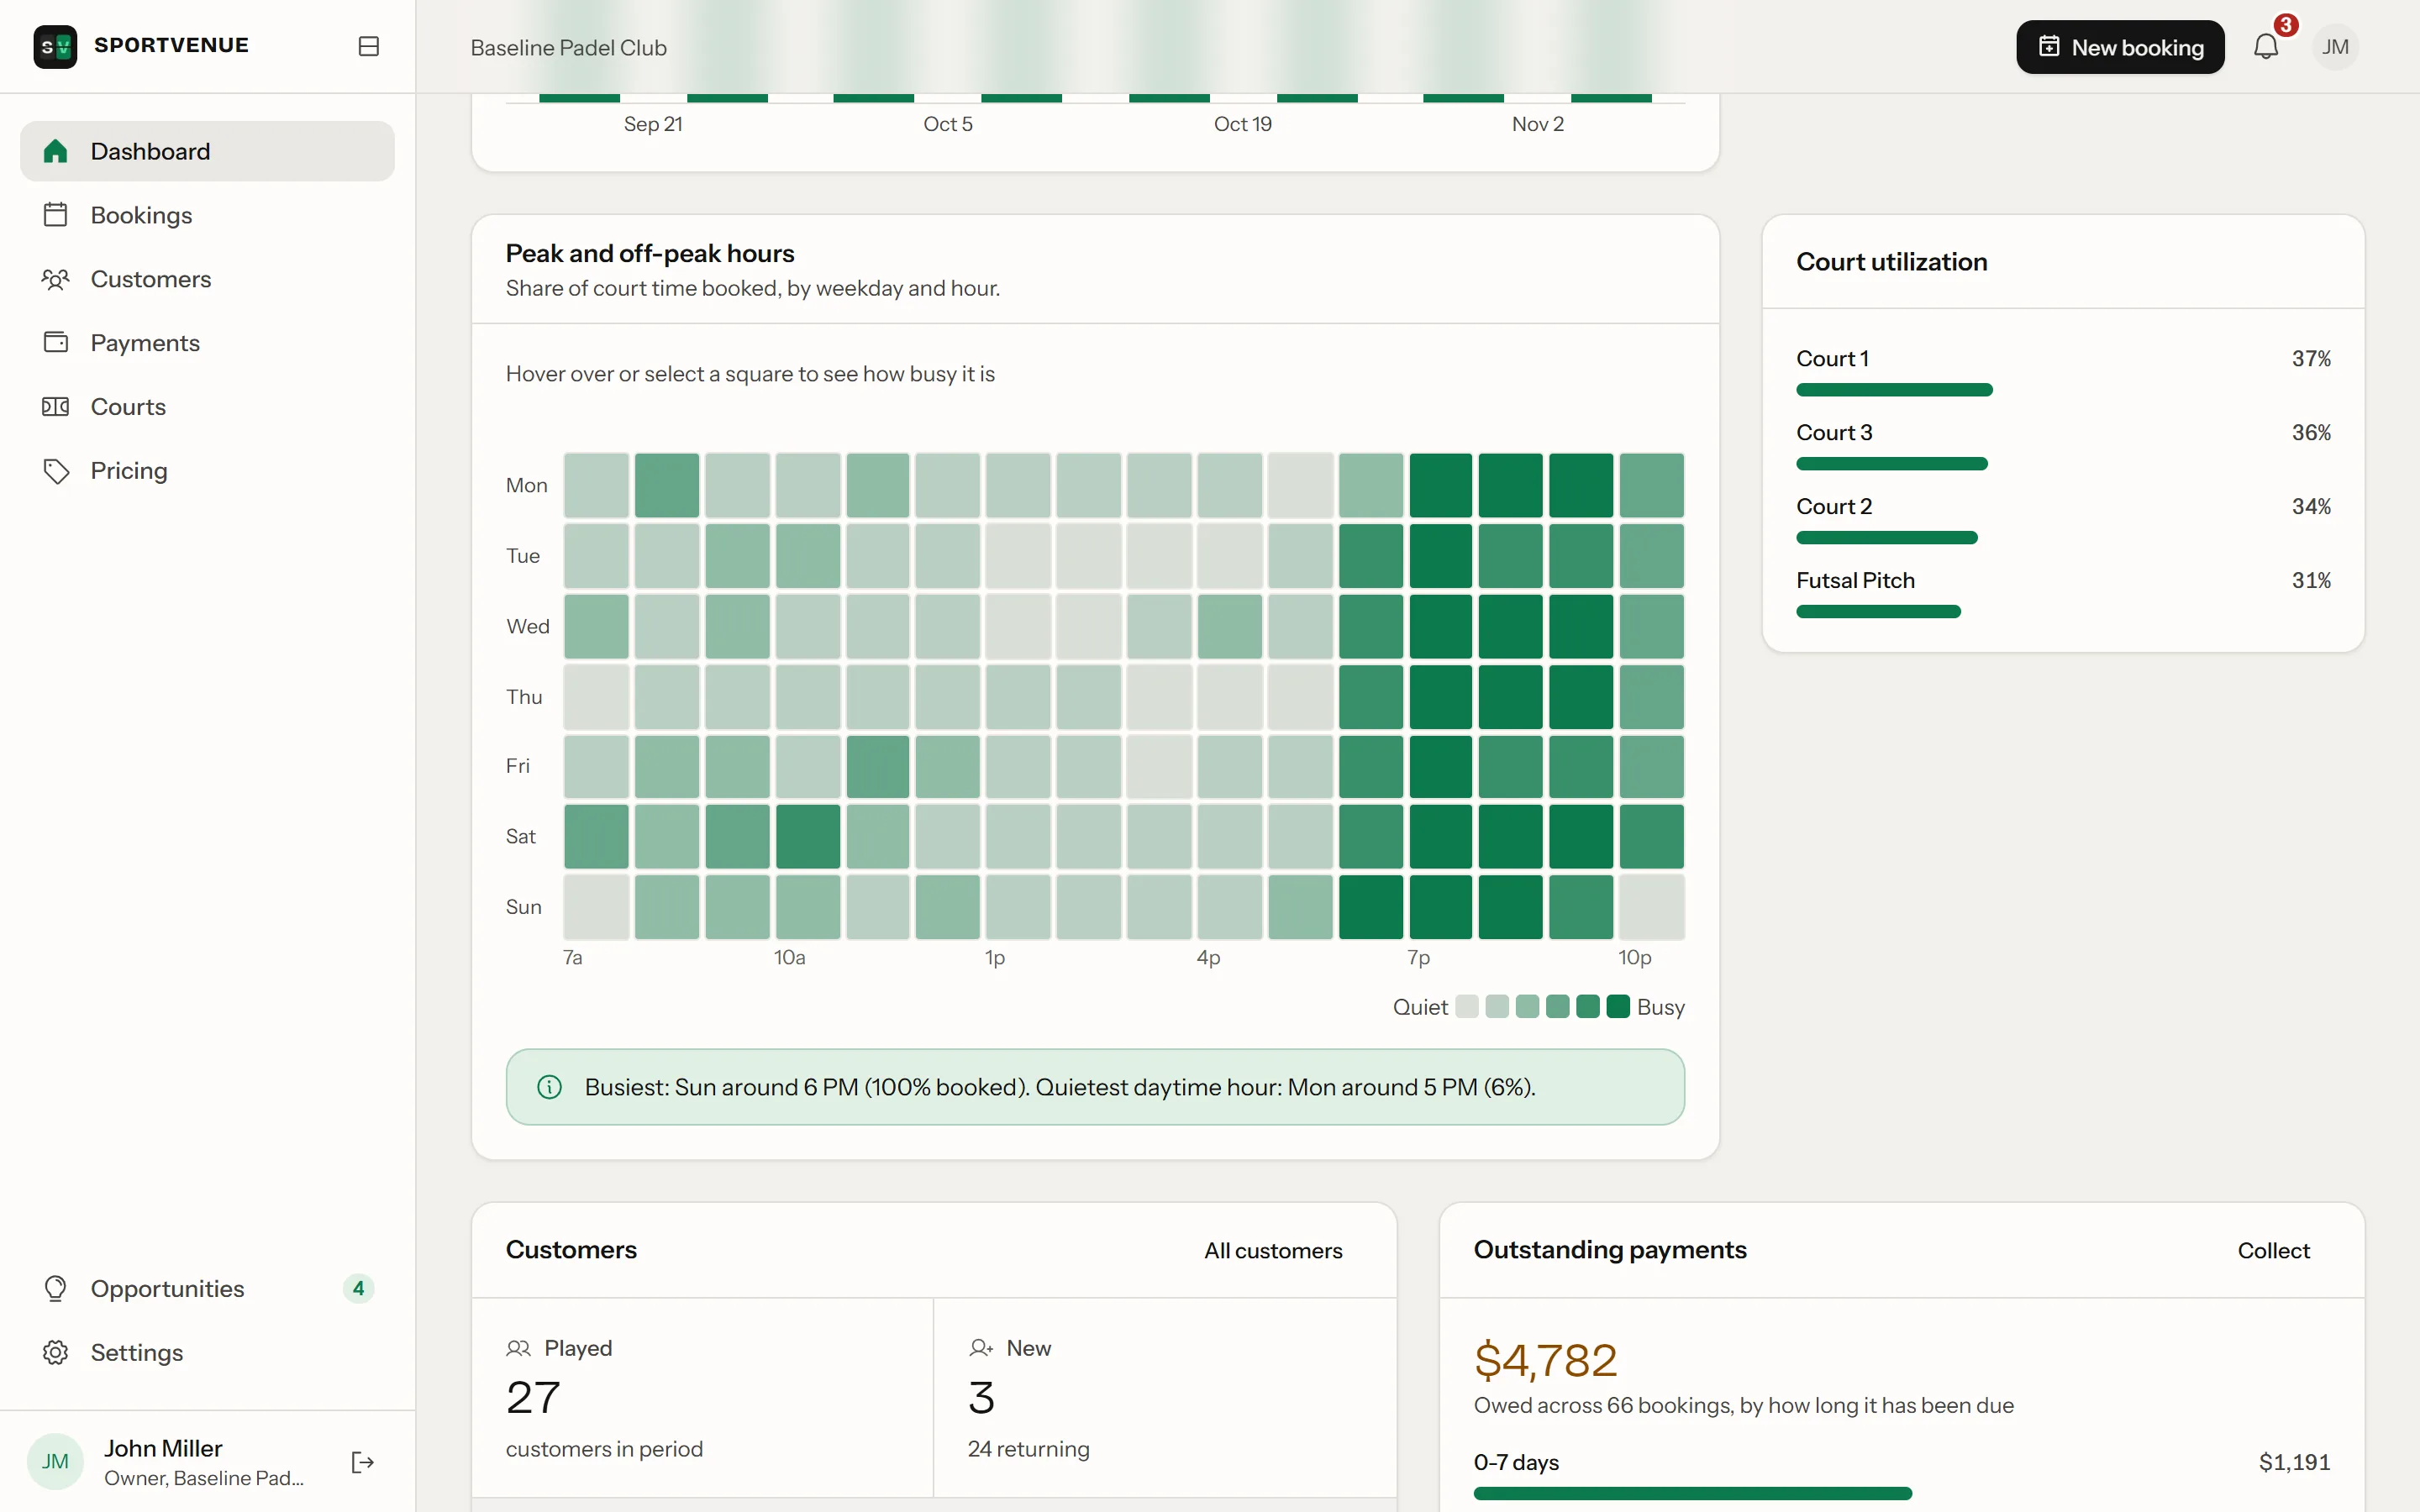 SV SPORTVENUE
Baseline Padel Club
New booking
3
JM
Dashboard
Bookings
Customers
Payments
Courts
Pricing
Opportunities 4
Settings
JM
John Miller
Owner, Baseline Pad...
Sep 21 Oct 5 Oct 19 Nov 2
Peak and off-peak hours
Share of court time booked, by weekday and hour.
Hover over or select a square to see how busy it is
Mon
Tue
Wed
Thu
Fri
Sat
Sun
7a 10a 1p 4p 7p 10p
Quiet Busy
Busiest: Sun around 6 PM (100% booked). Quietest daytime hour: Mon around 5 PM (6%).
Court utilization
Court 1 37%
Court 3 36%
Court 2 34%
Futsal Pitch 31%
Customers All customers
Played
27
customers in period
New
3
24 returning
Outstanding payments Collect
$4,782
Owed across 66 bookings, by how long it has been due
0-7 days $1,191